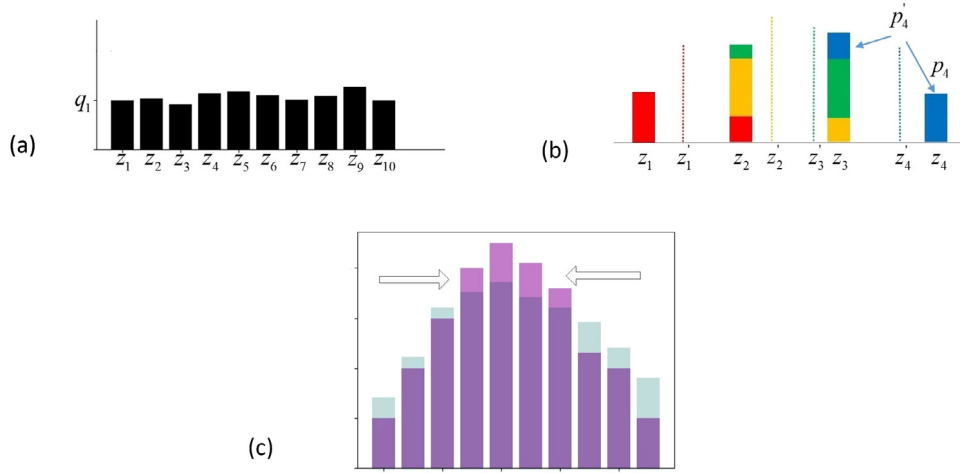 q₁
z₁ z₂ z₃ z₄ z₅ z₆ z₇ z₈ z₉ z₁₀
(a)
p₄'
p₄
z₁ z₁ z₂ z₂ z₃ z₃ z₄ z₄
(b)
(c)